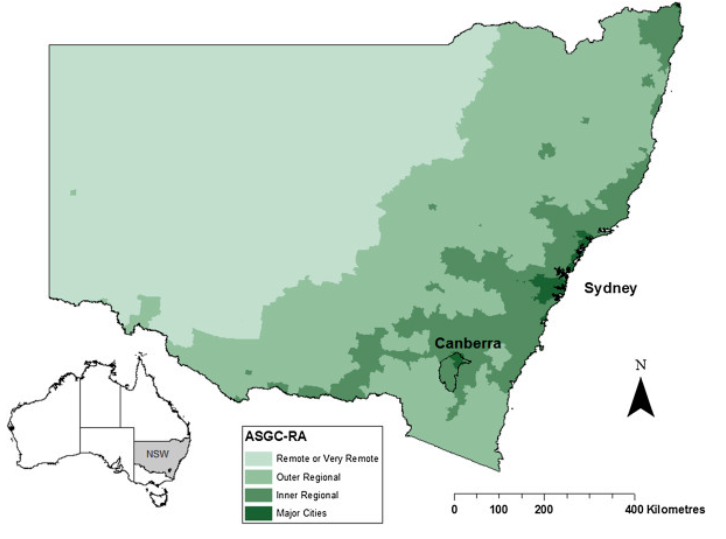 Sydney
Canberra
N
NSW
ASGC-RA
Remote or Very Remote
Outer Regional
Inner Regional
Major Cities
0 100 200 400 Kilometres